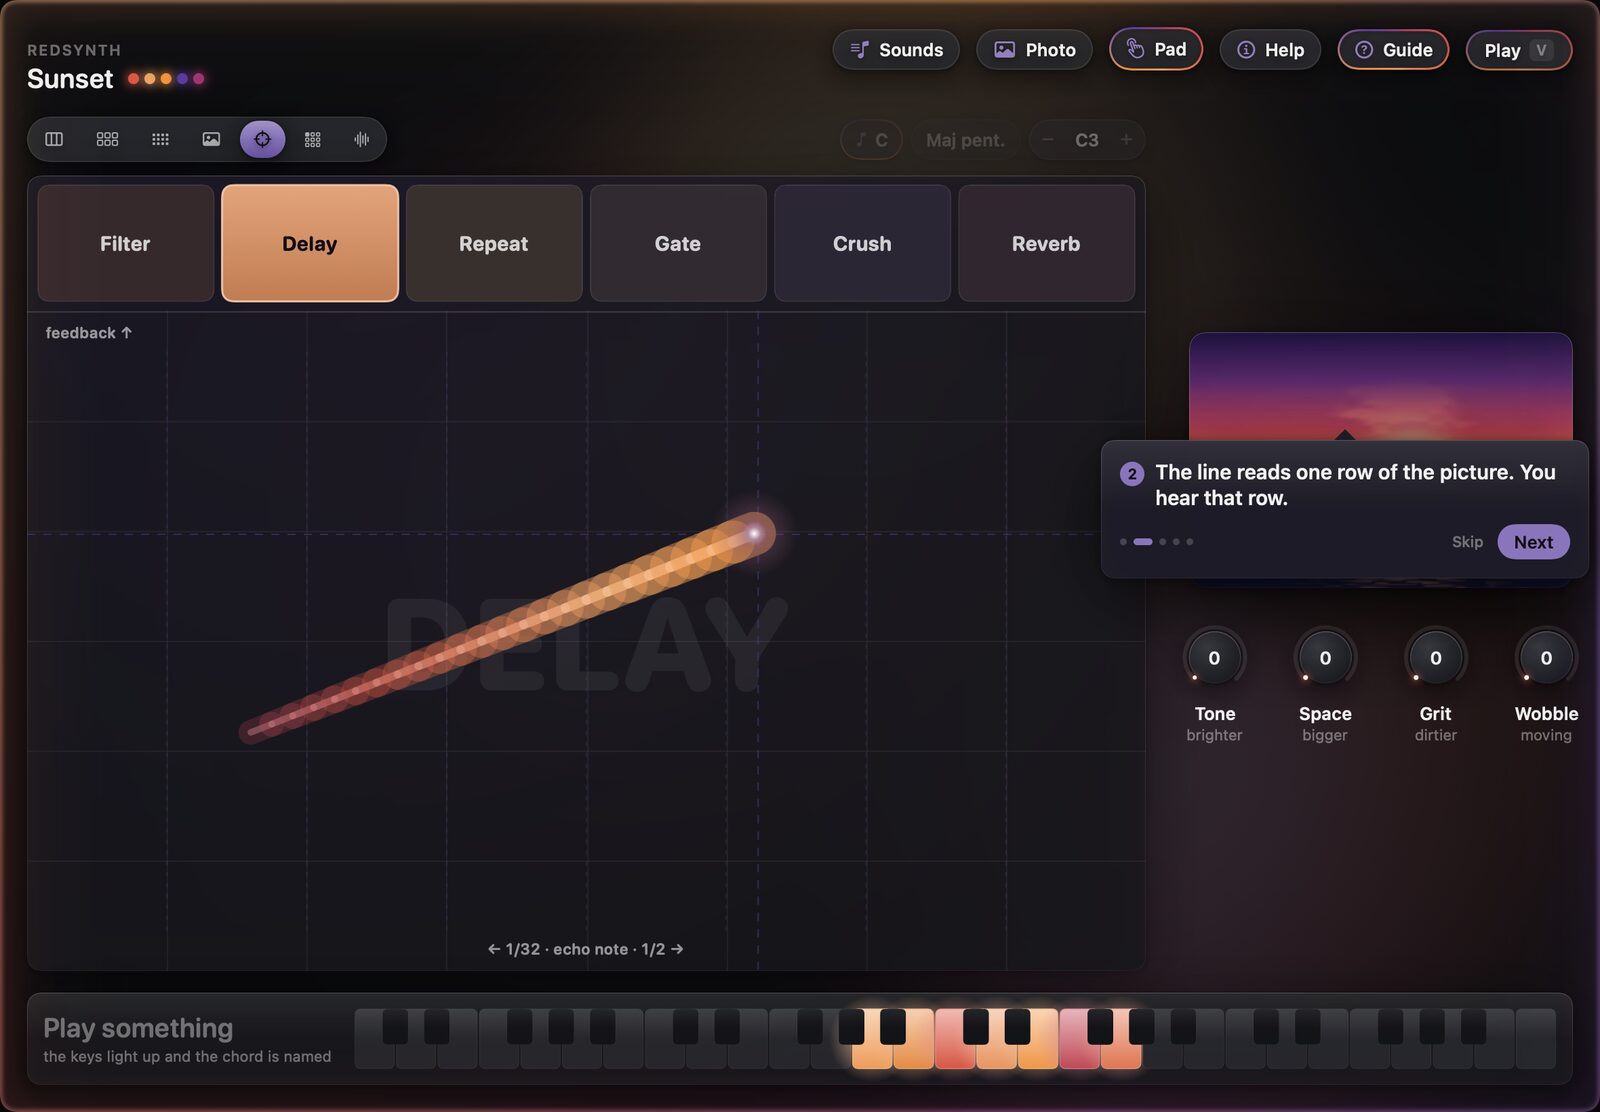 REDSYNTH
Sunset
Sounds
Photo
Pad
Help
Guide
Play V
C
Maj pent.
− C3 +
Filter
Delay
Repeat
Gate
Crush
Reverb
feedback ↑
DELAY
← 1/32 · echo note · 1/2 →
2
The line reads one row of the picture. You
hear that row.
Skip
Next
0
0
0
0
Tone
Space
Grit
Wobble
brighter
bigger
dirtier
moving
Play something
the keys light up and the chord is named